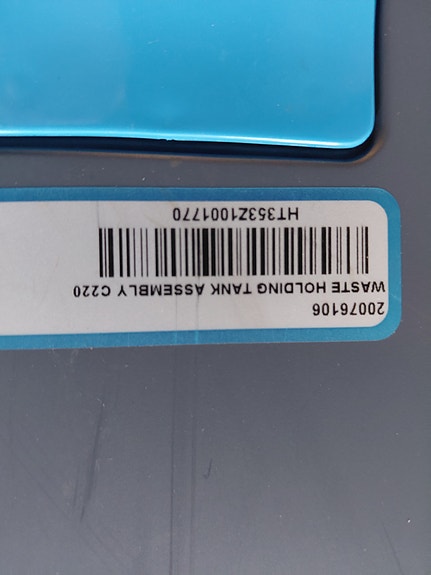 20076106
WASTE HOLDING TANK ASSEMBLY C220
HT353Z1001770